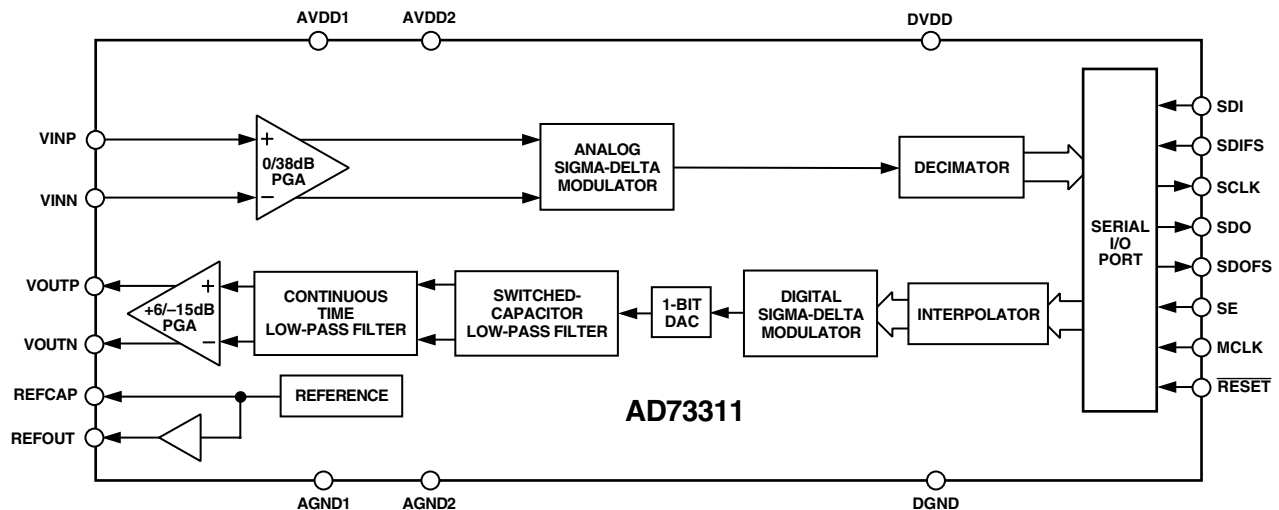 AVDD1
AVDD2
DVDD
VINP
VINN
+
0/38dB
PGA
−
ANALOG
SIGMA-DELTA
MODULATOR
DECIMATOR
SERIAL
I/O
PORT
SDI
SDIFS
SCLK
SDO
SDOFS
SE
MCLK
RESET
VOUTP
VOUTN
+
+6/–15dB
PGA
−
CONTINUOUS
TIME
LOW-PASS FILTER
SWITCHED-
CAPACITOR
LOW-PASS FILTER
1-BIT
DAC
DIGITAL
SIGMA-DELTA
MODULATOR
INTERPOLATOR
REFCAP
REFOUT
REFERENCE
AD73311
AGND1
AGND2
DGND